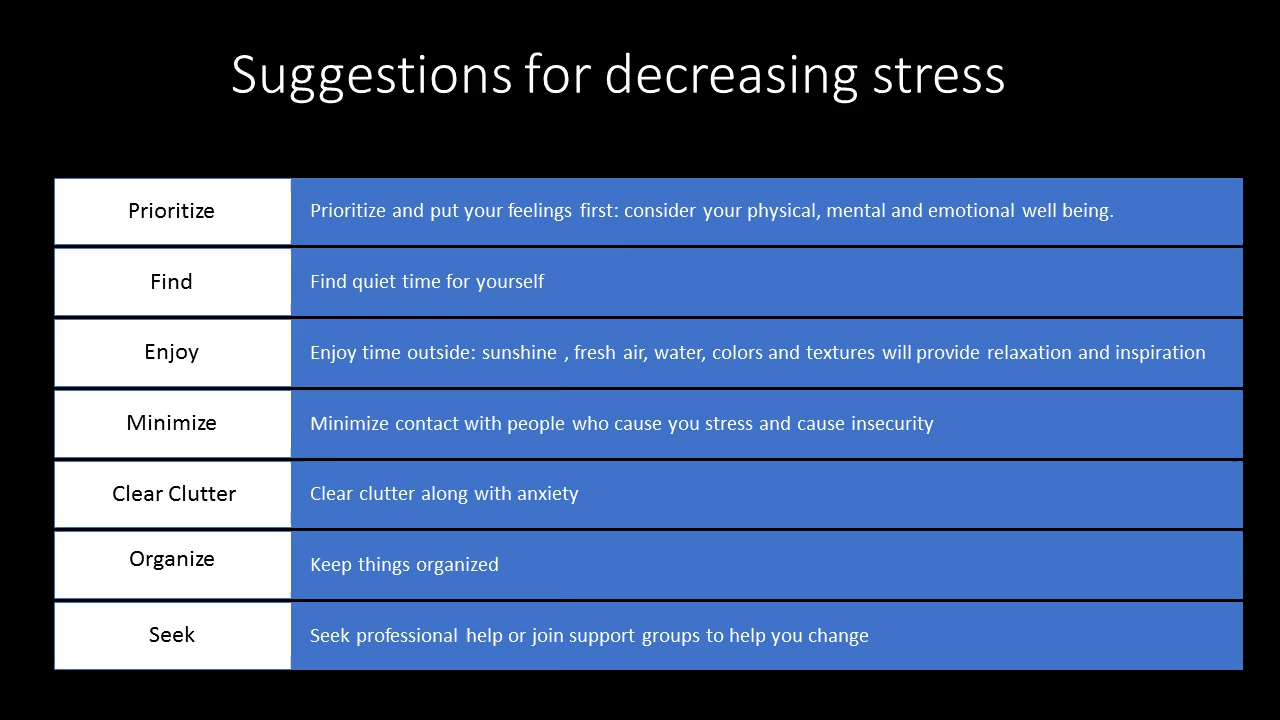 Suggestions for decreasing stress
Prioritize
Prioritize and put your feelings first: consider your physical, mental and emotional well being.
Find
Find quiet time for yourself
Enjoy
Enjoy time outside: sunshine , fresh air, water, colors and textures will provide relaxation and inspiration
Minimize
Minimize contact with people who cause you stress and cause insecurity
Clear Clutter
Clear clutter along with anxiety
Organize
Keep things organized
Seek
Seek professional help or join support groups to help you change